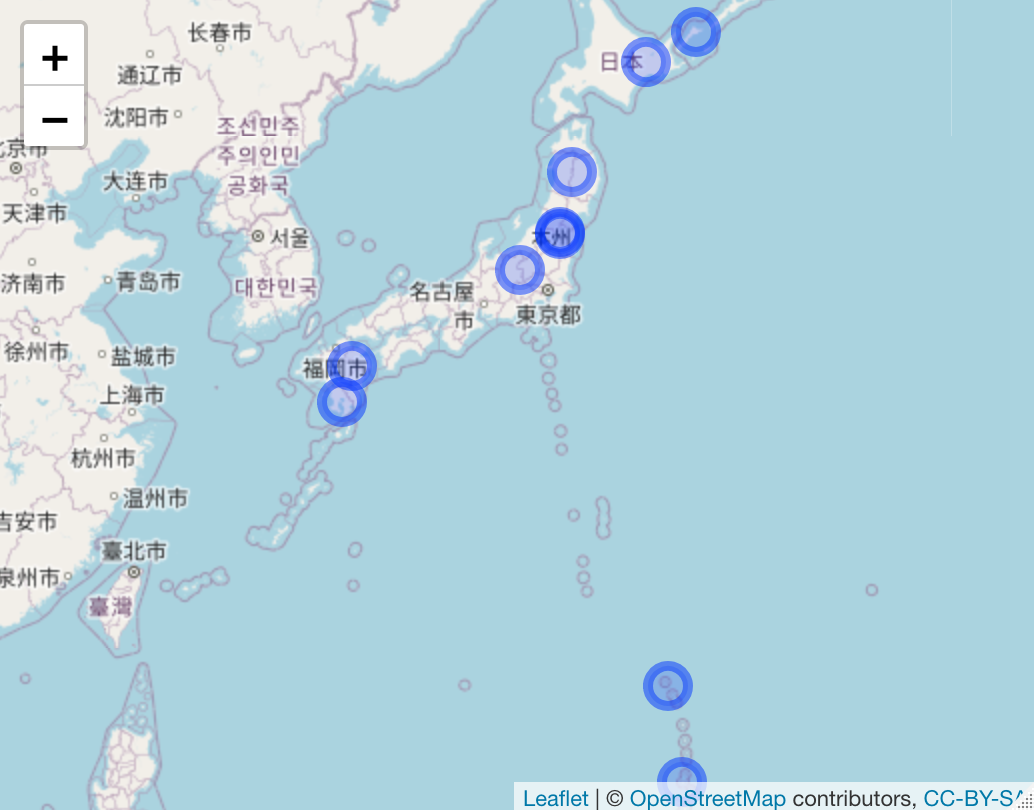 +
−
长春市
通辽市
沈阳市
조선민주
주의인민
공화국
大连市
天津市
서울
济南市
青岛市
대한민국
日本
本州
名古屋
市
東京都
徐州市
盐城市
福岡市
上海市
杭州市
温州市
吉安市
臺北市
泉州市
臺灣
Leaflet | © OpenStreetMap contributors, CC-BY-SA